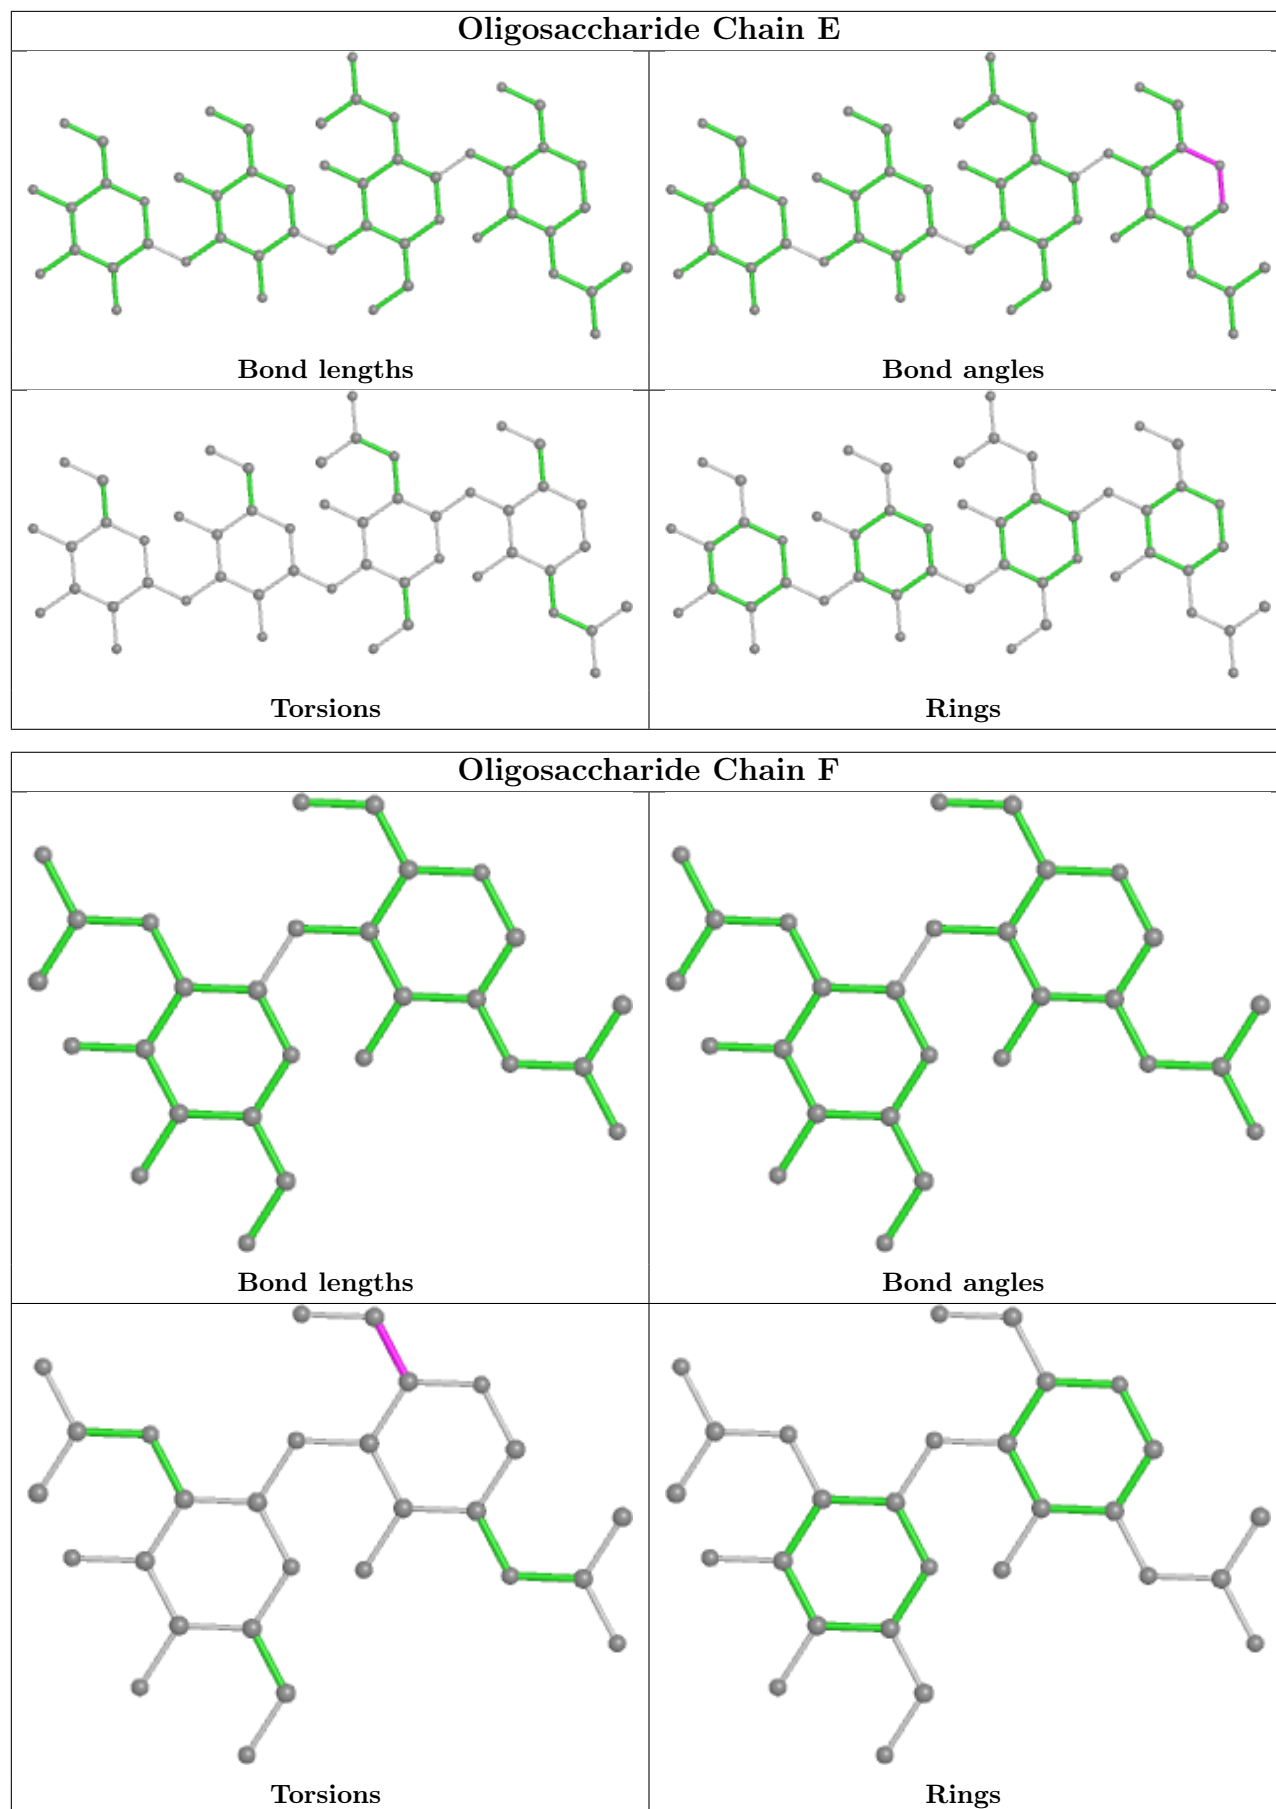 Oligosaccharide Chain E
Bond lengths
Bond angles
Torsions
Rings
Oligosaccharide Chain F
Bond lengths
Bond angles
Torsions
Rings